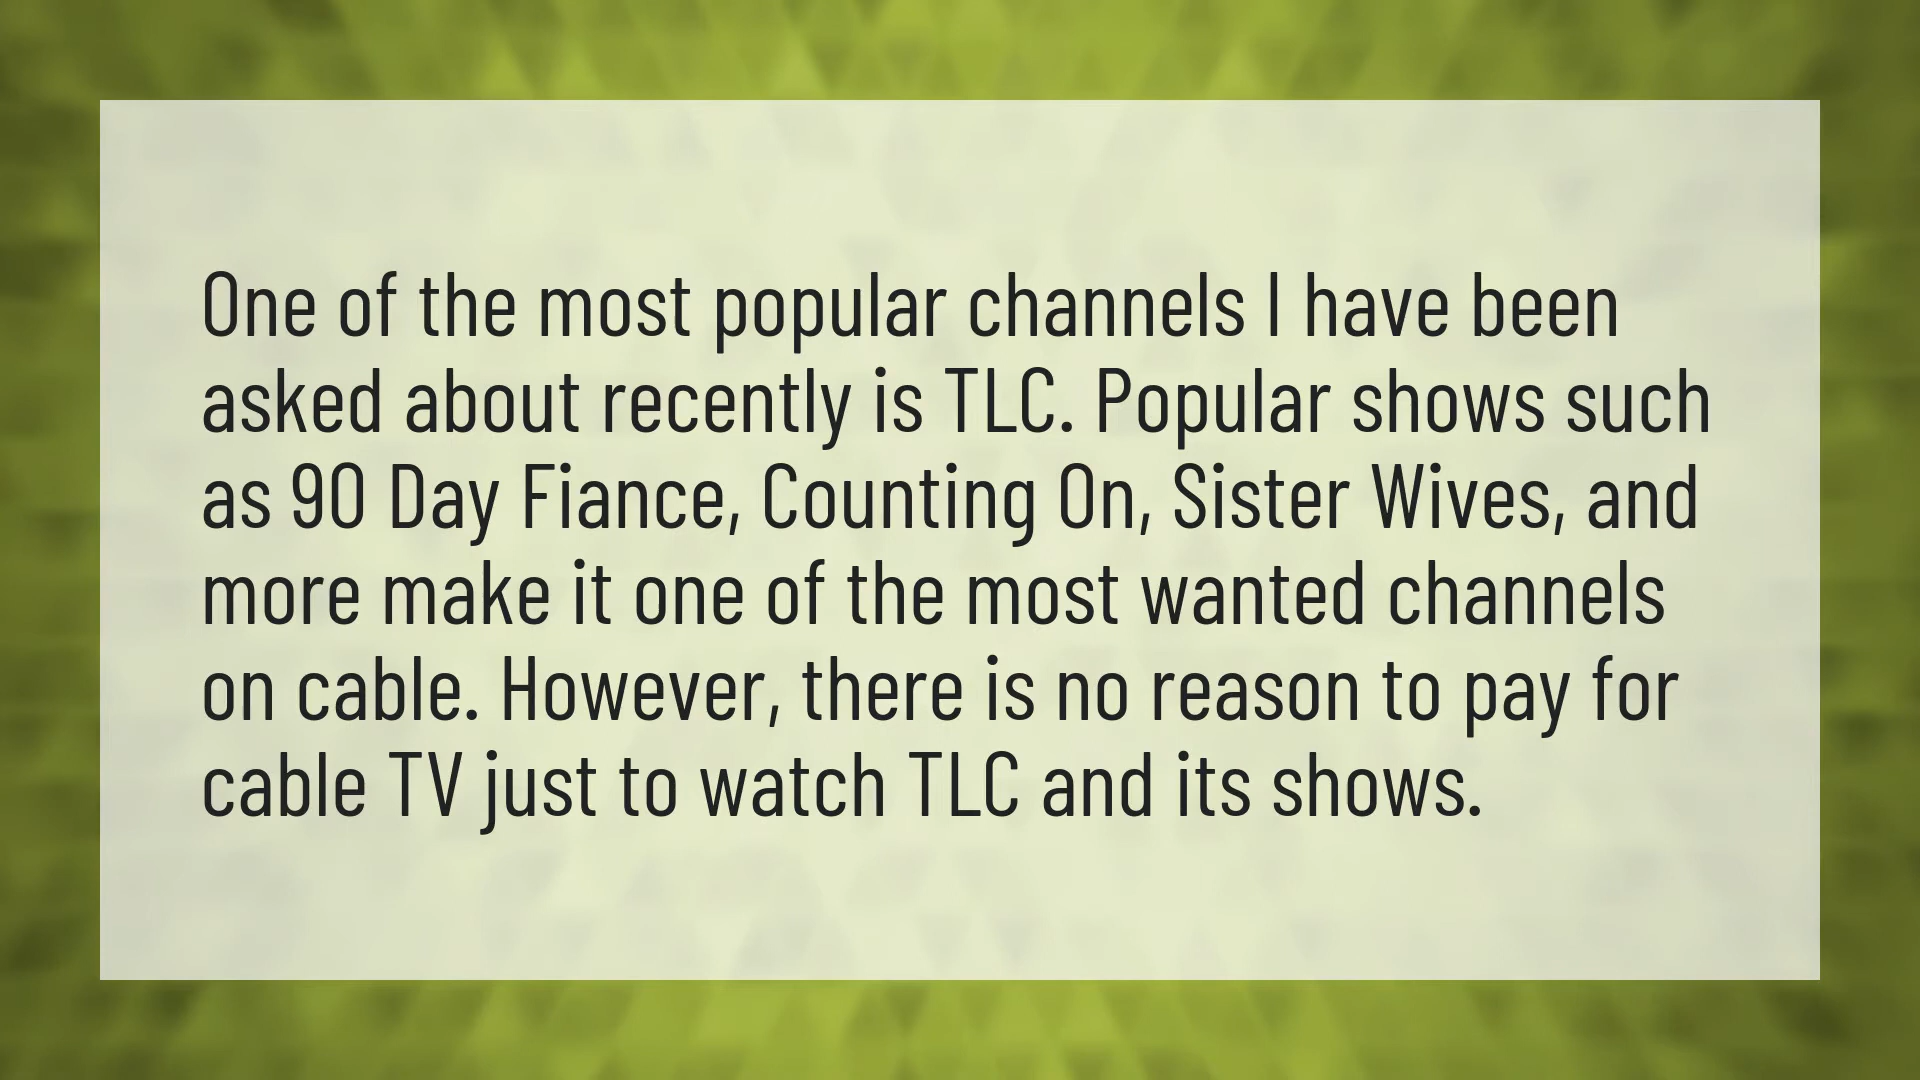 One of the most popular channels I have been
asked about recently is TLC. Popular shows such
as 90 Day Fiance, Counting On, Sister Wives, and
more make it one of the most wanted channels
on cable. However, there is no reason to pay for
cable TV just to watch TLC and its shows.